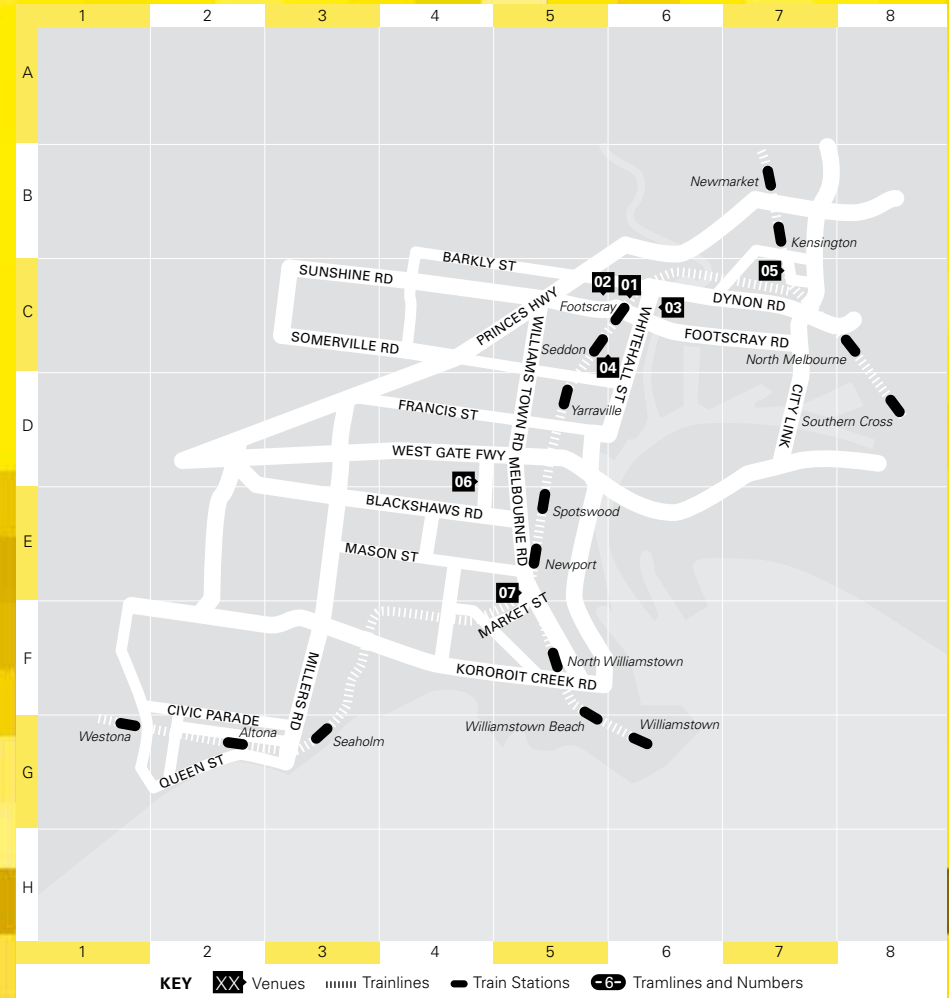 1 2 3 4 5 6 7 8
A
B
Newmarket
Kensington
C
BARKLY ST
SUNSHINE RD
05
02 01
PRINCES HWY
Footscray
03
DYNON RD
WHITEHALL ST
SOMERVILLE RD
FOOTSCRAY RD
WILLIAMS TOWN RD
Seddon
North Melbourne
04
D
FRANCIS ST
Yarraville
CITY LINK
Southern Cross
WEST GATE FWY
MELBOURNE RD
06
E
BLACKSHAWS RD
Spotswood
MASON ST
Newport
07
MARKET ST
F
North Williamstown
KOROROIT CREEK RD
MILLERS RD
CIVIC PARADE
Westona
Altona
Seaholm
Williamstown Beach
Williamstown
G
QUEEN ST
H
1 2 3 4 5 6 7 8
KEY XX Venues Trainlines Train Stations 6 Tramlines and Numbers